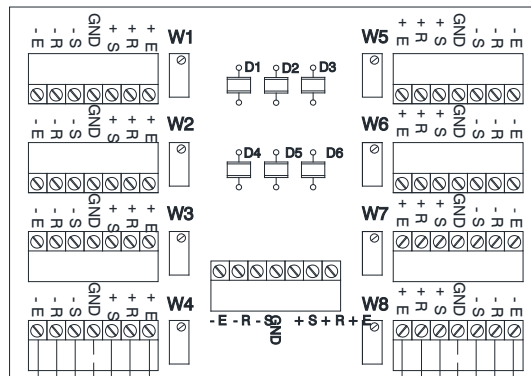 -E -R -S GND +S +R +E
W1
D1 D2 D3
W5
+E +R +S GND -S -R -E
-E -R -S GND +S +R +E
W2
D4 D5 D6
W6
+E +R +S GND -S -R -E
W3
W7
-E -R -S GND +S +R +E
+E +R +S GND -S -R -E
W4
-E -R -S GND +S +R +E
W8
-E -R -S GND +S +R +E
+E +R +S GND -S -R -E